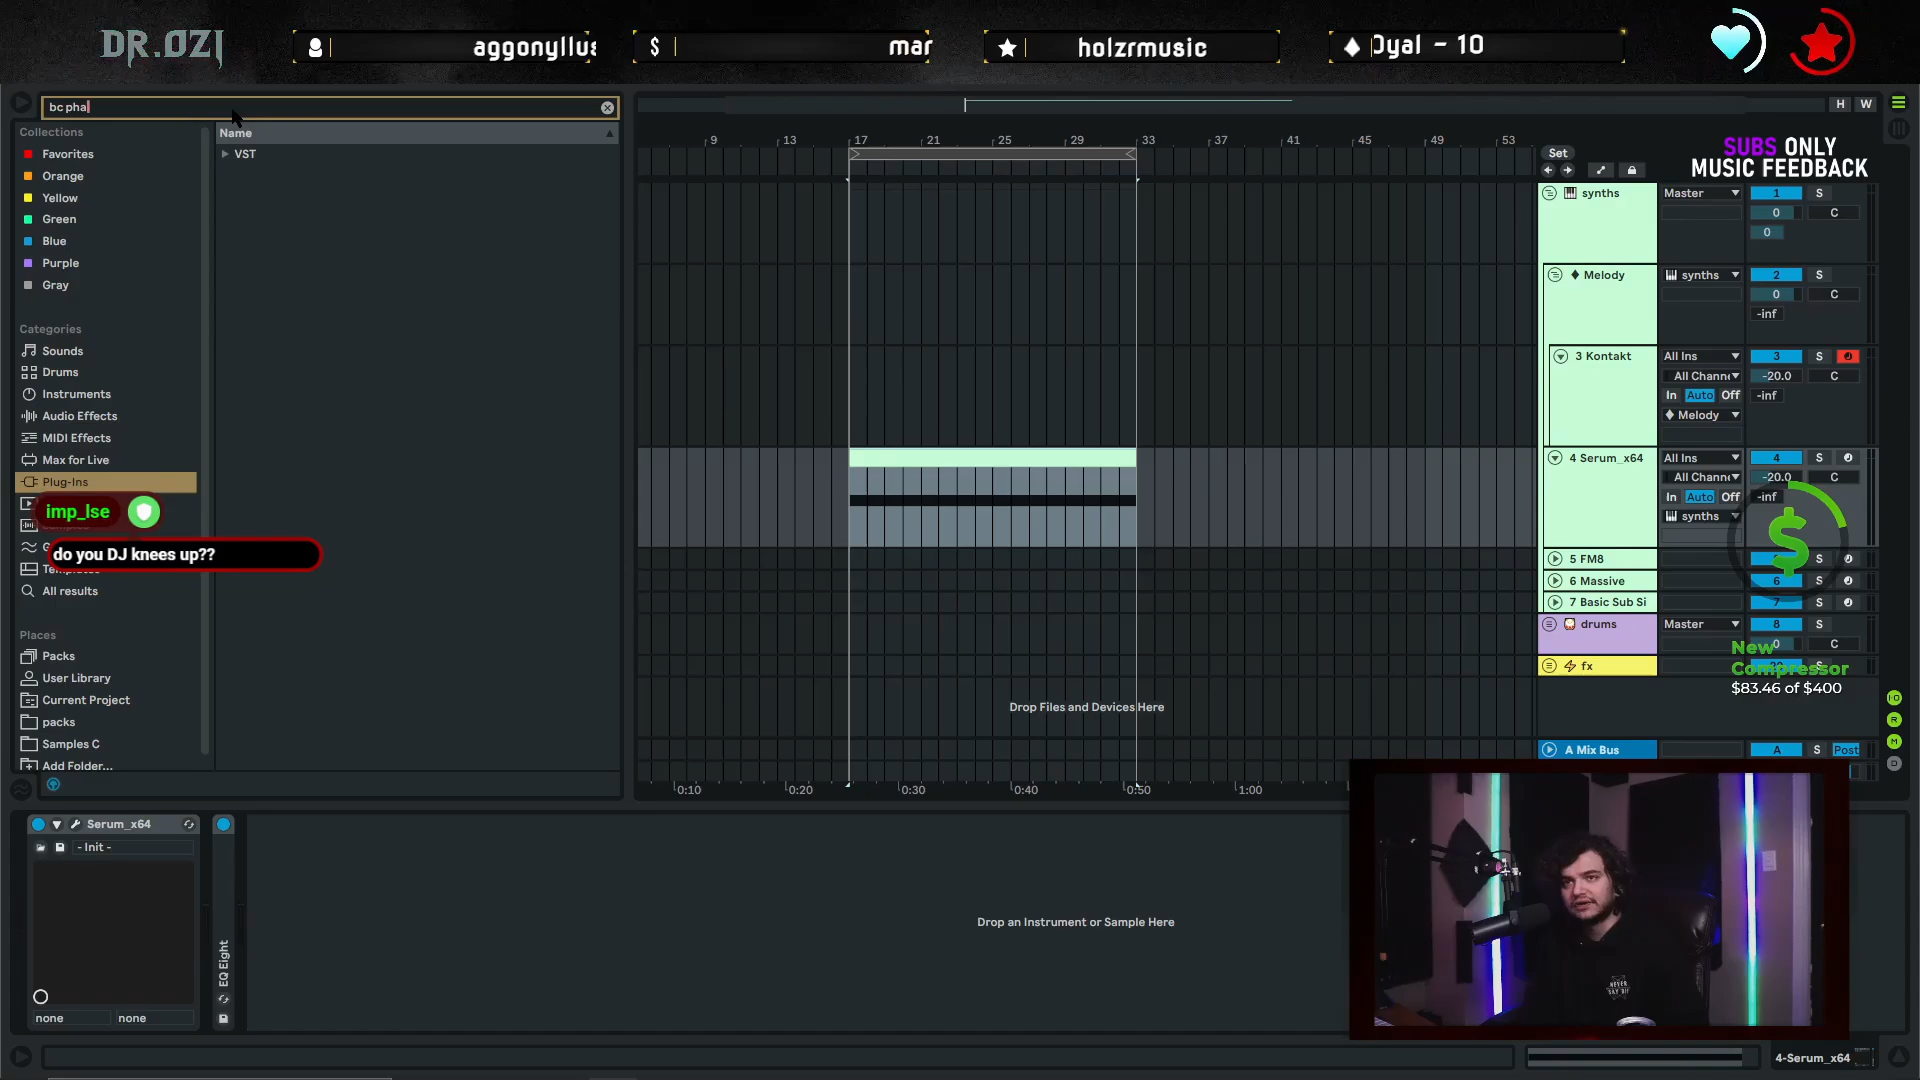 DR.OZI
aggonyllus
$
mar
holzrmusic
Oyal - 10
bc pha
H
W
Collections
Favorites
Orange
Yellow
Green
Blue
Purple
Gray
Categories
Sounds
Drums
Instruments
Audio Effects
MIDI Effects
Max for Live
Plug-Ins
imp_lse
do you DJ knees up??
All results
Places
Packs
User Library
Current Project
packs
Samples C
Add Folder...
Name
VST
9
13
17
21
25
29
33
37
41
45
49
53
Set
SUBS ONLY
MUSIC FEEDBACK
synths
Master
1
S
0
C
0
Melody
synths
2
S
0
C
-inf
3 Kontakt
All Ins
3
S
All Chann
-20.0
C
In
Auto
Off
-inf
Melody
4 Serum_x64
All Ins
4
S
All Chann
-20.0
C
In
Auto
Off
-inf
synths
$
5 FM8
S
6 Massive
6
S
7 Basic Sub Si
7
S
drums
Master
8
S
0
C
fx
S
New
Compressor
$83.46 of $400
Drop Files and Devices Here
A Mix Bus
A
S
Post
IO
R
M
D
0:10
0:20
0:30
0:40
0:50
1:00
Serum_x64
- Init -
none
none
EQ Eight
Drop an Instrument or Sample Here
NEVER
SAY DIE
4-Serum_x64